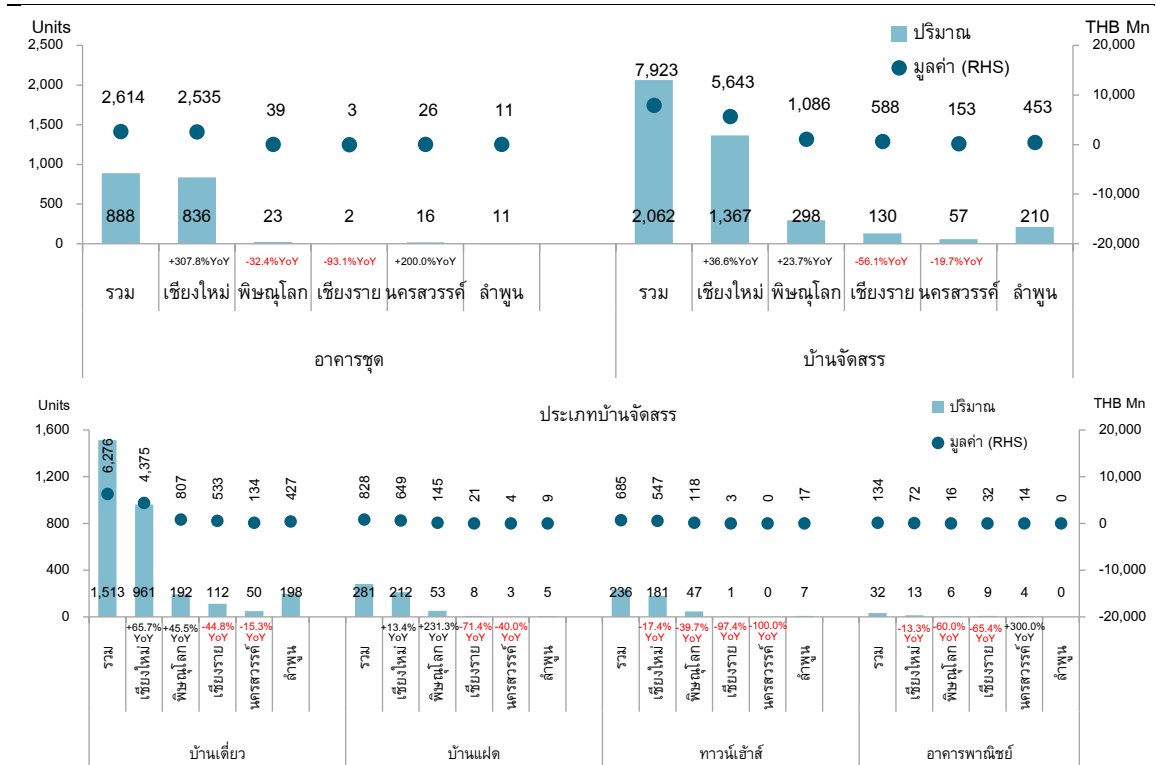 Units
THB Mn
2,500 20,000
ปริมาณ
มูลค่า (RHS)
2,000 10,000
1,500 0
1,000 -10,000
500
0 -20,000
2,614 2,535 39 3 26 11 7,923 5,643 1,086 588 153 453
888 836 23 2 16 11 2,062 1,367 298 130 57 210
+307.8%YoY -32.4%YoY -93.1%YoY +200.0%YoY +36.6%YoY +23.7%YoY -56.1%YoY -19.7%YoY
รวม เชียงใหม่ พิษณุโลก เชียงราย นครสวรรค์ ลำพูน รวม เชียงใหม่ พิษณุโลก เชียงราย นครสวรรค์ ลำพูน
อาคารชุด บ้านจัดสรร
Units ประเภทบ้านจัดสรร THB Mn
ปริมาณ
มูลค่า (RHS)
1,600 20,000
1,200 10,000
800 0
400 -10,000
0 -20,000
6,276 4,375 807 533 134 427 828 649 145 21 4 9 685 547 118 3 0 17 134 72 16 32 14 0
1,513 961 192 112 50 198 281 212 53 8 3 5 236 181 47 1 0 7 32 13 6 9 4 0
+65.7% YoY +45.5% YoY -44.8% YoY -15.3% YoY +13.4% YoY +231.3% YoY -71.4% YoY -40.0% YoY -17.4% YoY -39.7% YoY -97.4% YoY -100.0% YoY -13.3% YoY -60.0% YoY -65.4% YoY +300.0% YoY
รวม เชียงใหม่ พิษณุโลก เชียงราย นครสวรรค์ ลำพูน รวม เชียงใหม่ พิษณุโลก เชียงราย นครสวรรค์ ลำพูน รวม เชียงใหม่ พิษณุโลก เชียงราย นครสวรรค์ ลำพูน รวม เชียงใหม่ พิษณุโลก เชียงราย นครสวรรค์ ลำพูน
บ้านเดี่ยว บ้านแฝด ทาวน์เฮ้าส์ อาคารพาณิชย์